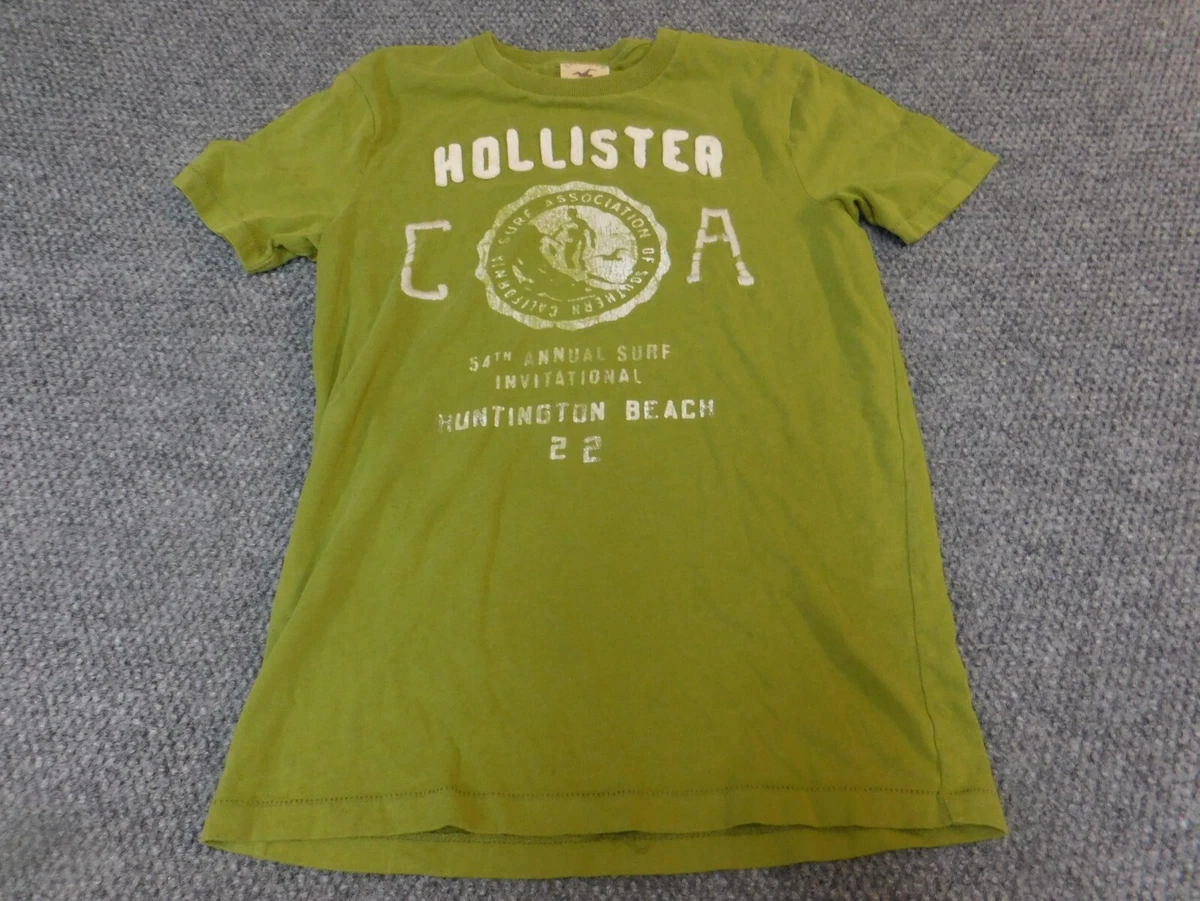 HOLLISTER
C A
SURF ASSOCIATION OF SOUTHERN CALIFORNIA
54TH ANNUAL SURF
INVITATIONAL
HUNTINGTON BEACH
22